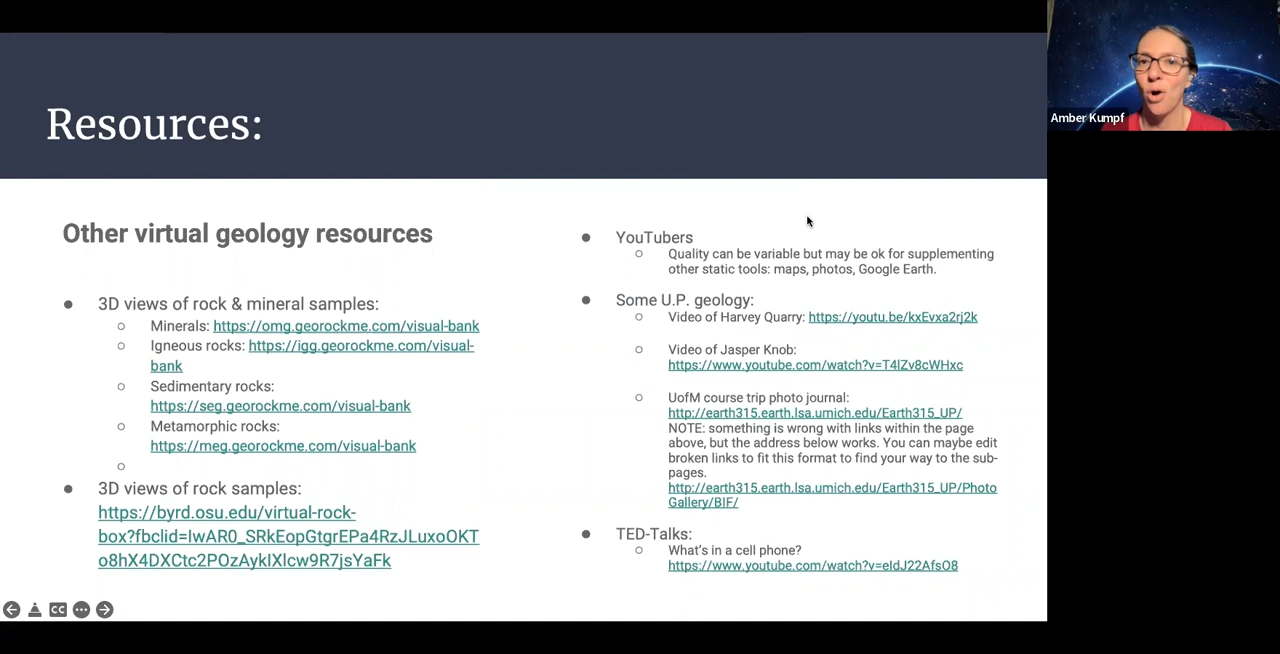 Resources:
Other virtual geology resources
3D views of rock & mineral samples:
Minerals: https://omg.georockme.com/visual-bank
Igneous rocks: https://igg.georockme.com/visual-
bank
Sedimentary rocks:
https://seg.georockme.com/visual-bank
Metamorphic rocks:
https://meg.georockme.com/visual-bank
3D views of rock samples:
https://byrd.osu.edu/virtual-rock-
box?fbclid=IwAR0_SRkEopGtgrEPa4RzJLuxoOKT
o8hX4DXCtc2POzAyklXlcw9R7jsYaFk
YouTubers
Quality can be variable but may be ok for supplementing
other static tools: maps, photos, Google Earth.
Some U.P. geology:
Video of Harvey Quarry: https://youtu.be/kxEvxa2rj2k
Video of Jasper Knob:
https://www.youtube.com/watch?v=T4lZv8cWHxc
UofM course trip photo journal:
http://earth315.earth.lsa.umich.edu/Earth315_UP/
NOTE: something is wrong with links within the page
above, but the address below works. You can maybe edit
broken links to fit this format to find your way to the sub-
pages.
http://earth315.earth.lsa.umich.edu/Earth315_UP/Photo
Gallery/BIF/
TED-Talks:
What's in a cell phone?
https://www.youtube.com/watch?v=eIdJ22AfsO8
CC
Amber Kumpf